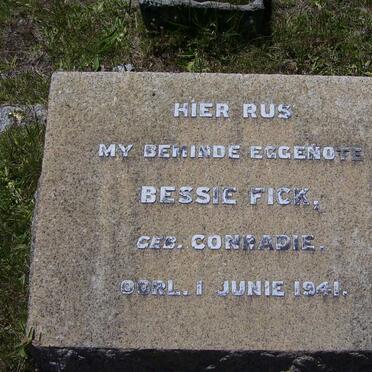 HIER RUS
MY BEMINDE EGGENOTE
BESSIE FICK,
GEB. CONRADIE.
OORL. 1 JUNIE 1941.